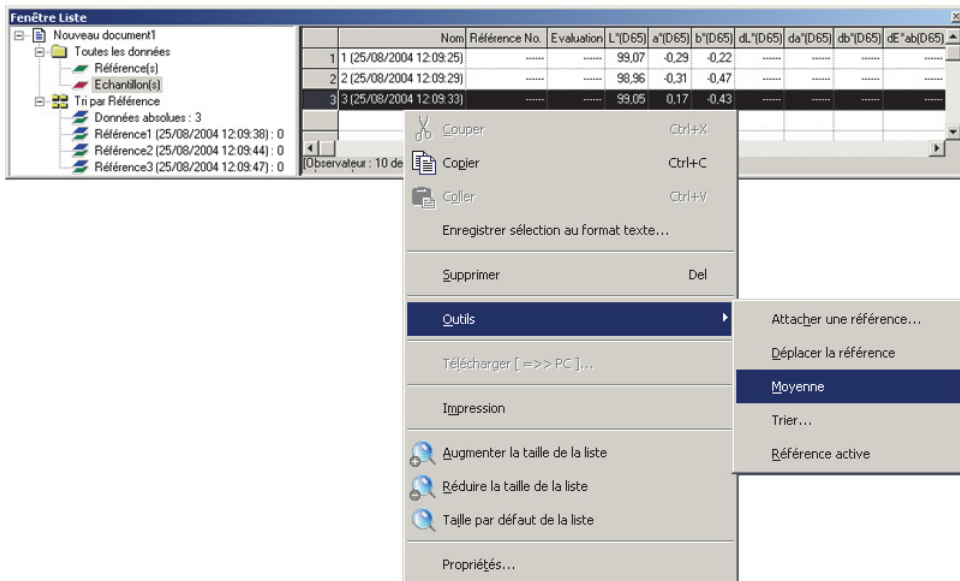 Fenêtre Liste
Nouveau document1
Toutes les données
Référence(s)
Echantillon(s)
Tri par Référence
Données absolues : 3
Référence1 (25/08/2004 12:09:38) : 0
Référence2 (25/08/2004 12:09:44) : 0
Référence3 (25/08/2004 12:09:47) : 0
Nom Référence No. Evaluation L*(D65) a*(D65) b*(D65) dL*(D65) da*(D65) db*(D65) dE*ab(D65)
1 1 (25/08/2004 12:09:25) ------ ------ 99,07 -0,29 -0,22 ------ ------ ------ ------
2 2 (25/08/2004 12:09:29) ------ ------ 98,96 -0,31 -0,47 ------ ------ ------ ------
3 3 (25/08/2004 12:09:33) ------ ------ 99,05 0,17 -0,43 ------ ------ ------ ------
[Observateur : 10 de
Couper Ctrl+X
Copier Ctrl+C
Coller Ctrl+V
Enregistrer sélection au format texte...
Supprimer Del
Outils
Télécharger [ =>> PC ]...
Impression
Augmenter la taille de la liste
Réduire la taille de la liste
Taille par défaut de la liste
Propriétés...
Attacher une référence...
Déplacer la référence
Moyenne
Trier...
Référence active